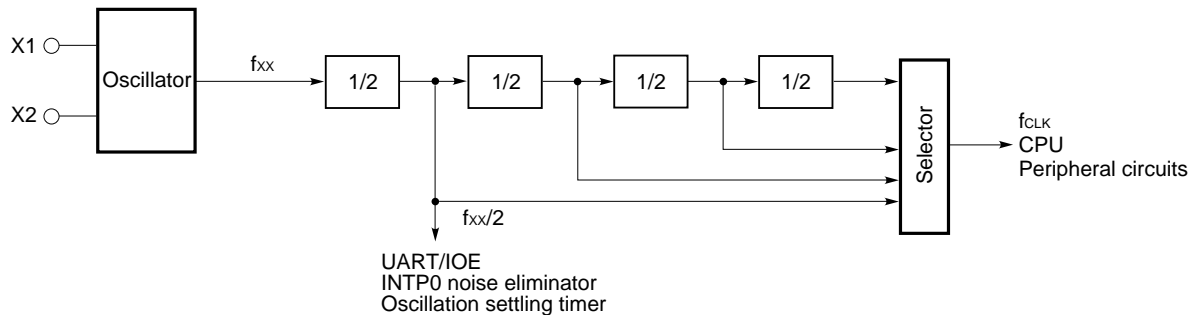 X1
X2
Oscillator
fXX
1/2
1/2
1/2
1/2
Selector
fCLK
CPU
Peripheral circuits
fXX/2
UART/IOE
INTP0 noise eliminator
Oscillation settling timer